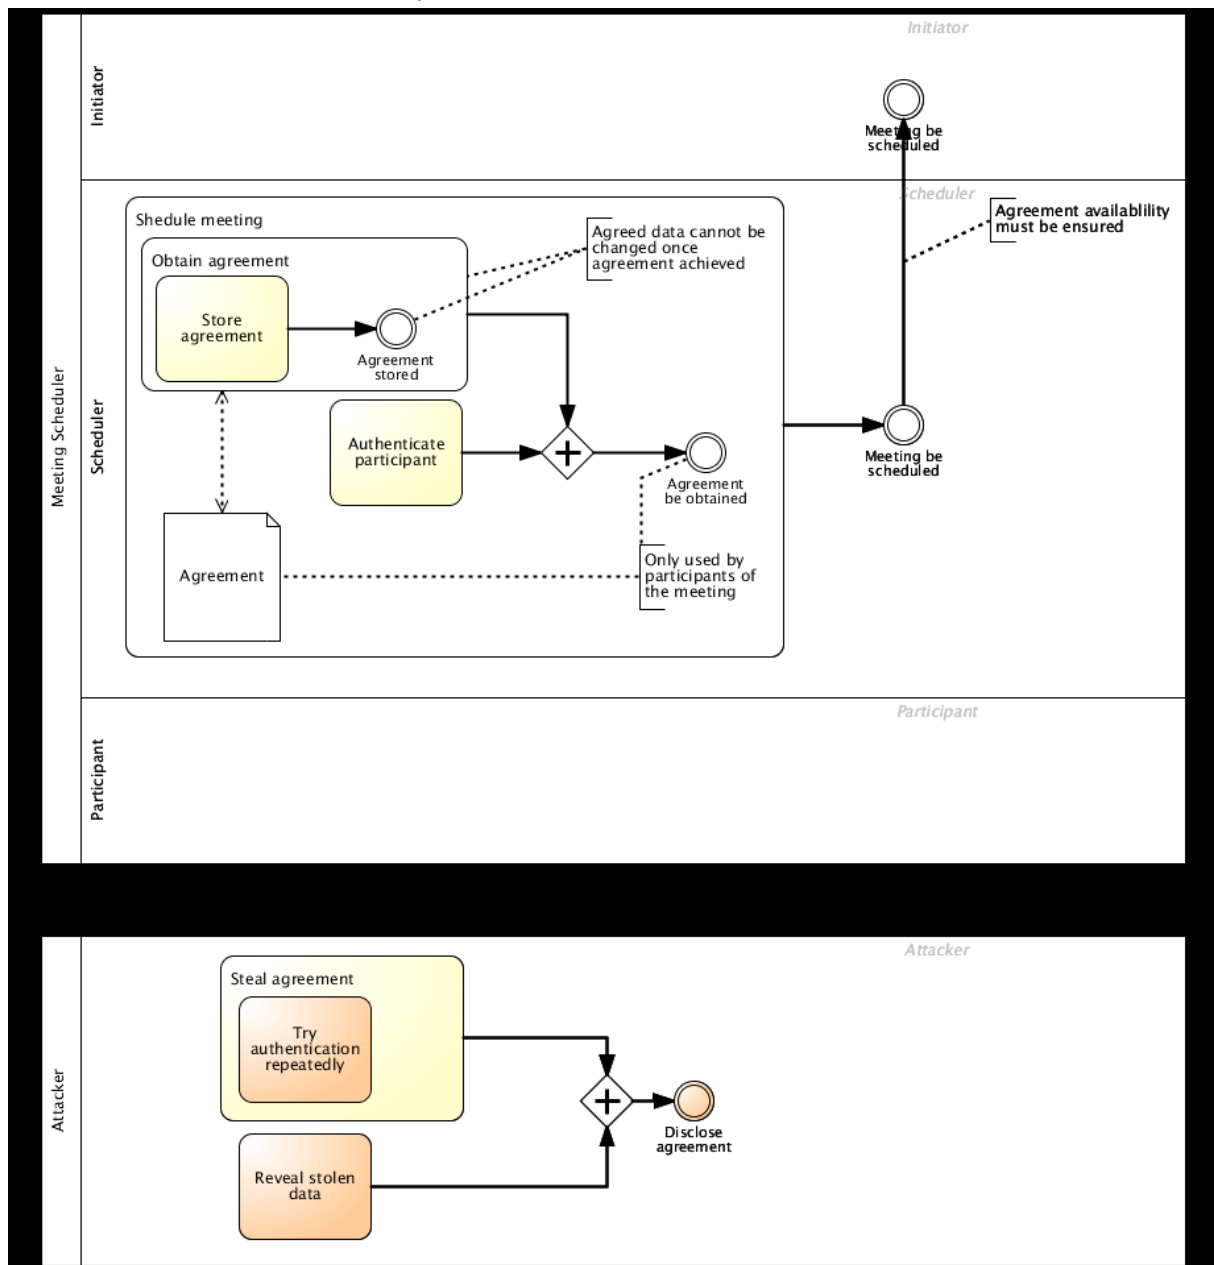 Initiator
Initiator
Meeting be
scheduled
Meeting Scheduler
Scheduler
Scheduler
Shedule meeting
Obtain agreement
Store
agreement
Agreement
stored
Agreed data cannot be
changed once
agreement achieved
Agreement availablility
must be ensured
Authenticate
participant
Agreement
be obtained
Meeting be
scheduled
Agreement
Only used by
participants of
the meeting
Participant
Participant
Attacker
Attacker
Steal agreement
Try
authentication
repeatedly
Disclose
agreement
Reveal stolen
data